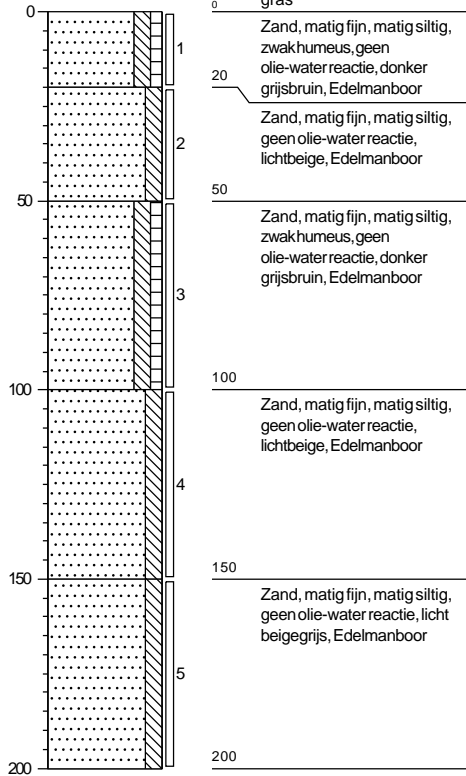 0
gras
0
Zand, matig fijn, matig siltig,
zwak humeus, geen
olie-water reactie, donker
grijsbruin, Edelmanboor
1
20
Zand, matig fijn, matig siltig,
geen olie-water reactie,
lichtbeige, Edelmanboor
2
50
50
Zand, matig fijn, matig siltig,
zwak humeus, geen
olie-water reactie, donker
grijsbruin, Edelmanboor
3
100
100
Zand, matig fijn, matig siltig,
geen olie-water reactie,
lichtbeige, Edelmanboor
4
150
150
Zand, matig fijn, matig siltig,
geen olie-water reactie, licht
beigegrijs, Edelmanboor
5
200
200